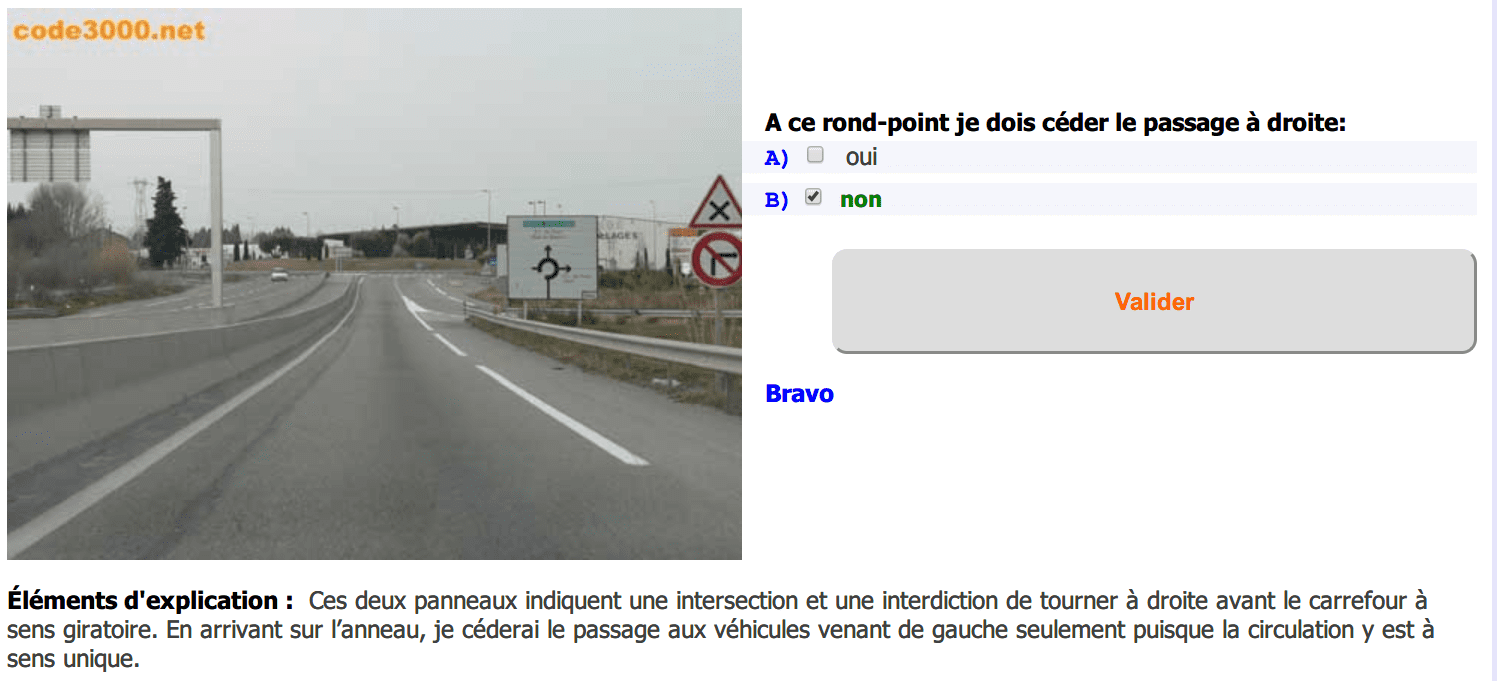 code3000.net
A ce rond-point je dois céder le passage à droite:
A) oui
B) non
Valider
Bravo
Éléments d'explication : Ces deux panneaux indiquent une intersection et une interdiction de tourner à droite avant le carrefour à
sens giratoire. En arrivant sur l’anneau, je céderai le passage aux véhicules venant de gauche seulement puisque la circulation y est à
sens unique.